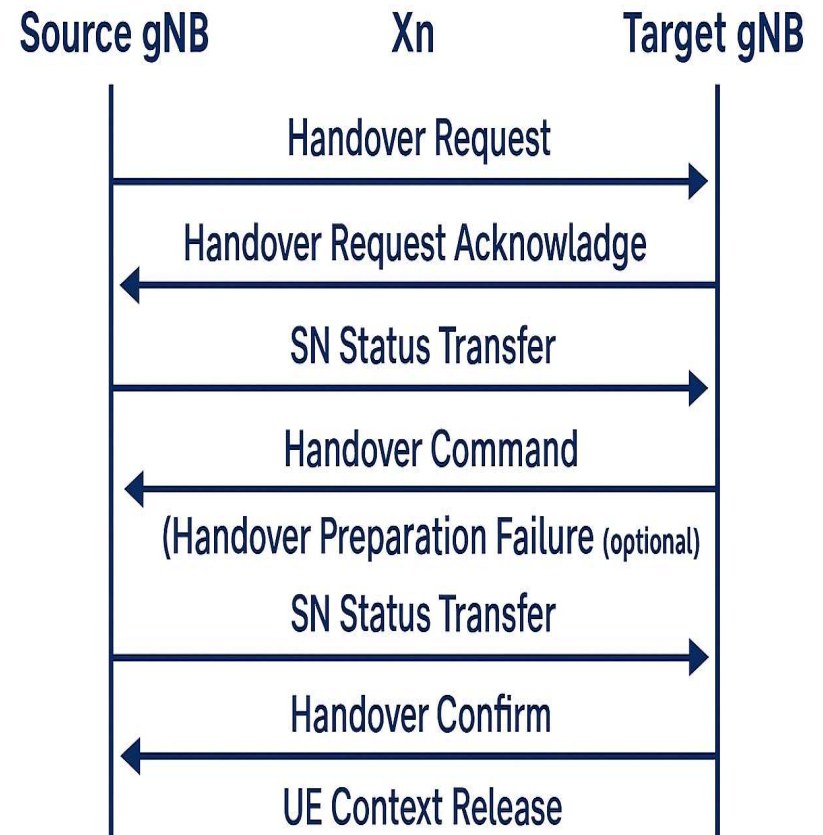 Source gNB Xn Target gNB
Handover Request
Handover Request Acknowladge
SN Status Transfer
Handover Command
(Handover Preparation Failure (optional)
SN Status Transfer
Handover Confirm
UE Context Release